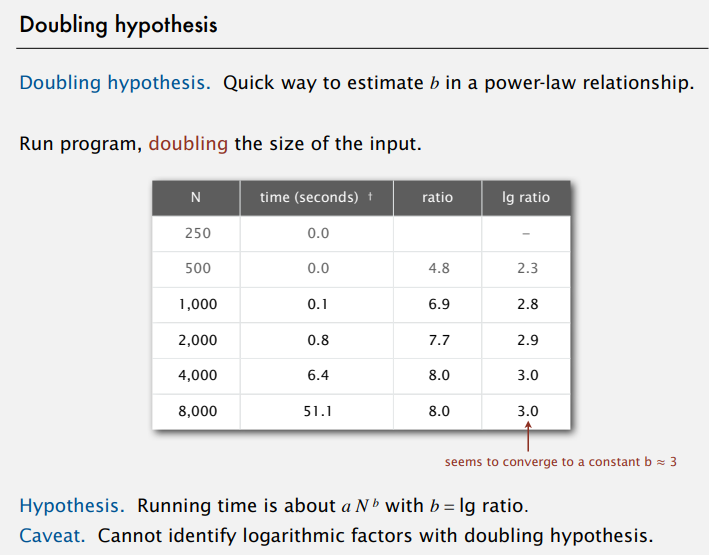 Doubling hypothesis
Doubling hypothesis. Quick way to estimate b in a power-law relationship.
Run program, doubling the size of the input.
N time (seconds) † ratio lg ratio
250 0.0 –
500 0.0 4.8 2.3
1,000 0.1 6.9 2.8
2,000 0.8 7.7 2.9
4,000 6.4 8.0 3.0
8,000 51.1 8.0 3.0
seems to converge to a constant b ≈ 3
Hypothesis. Running time is about a N ᵇ with b = lg ratio.
Caveat. Cannot identify logarithmic factors with doubling hypothesis.